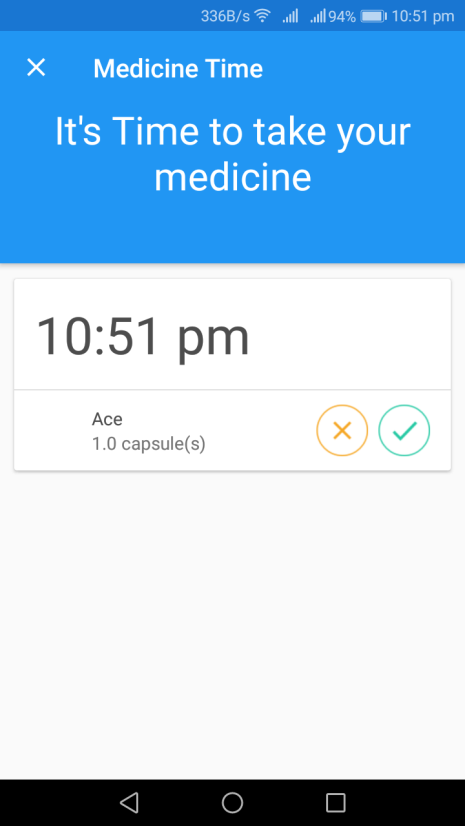 336B/s 94% 10:51 pm
Medicine Time
It's Time to take your
medicine
10:51 pm
Ace
1.0 capsule(s)